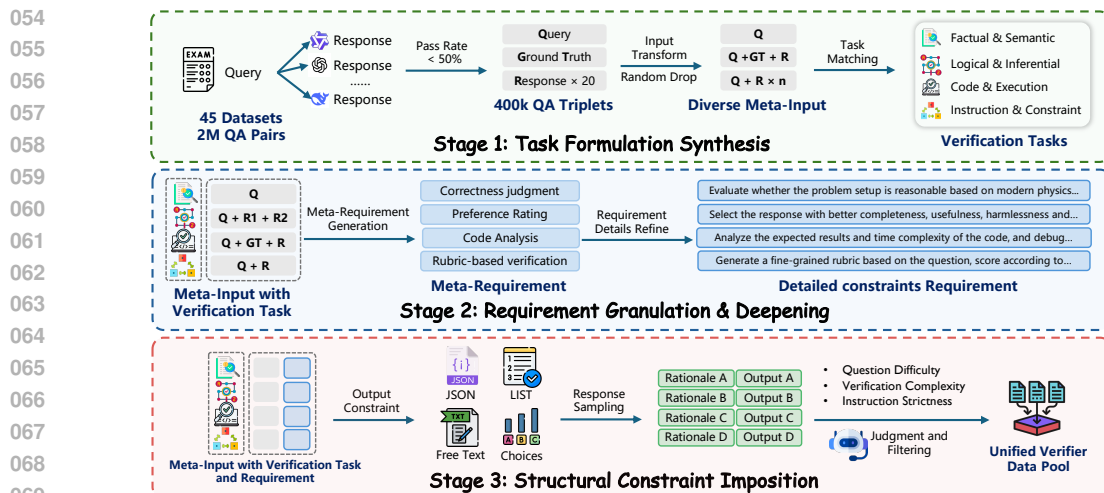 054
055
056
057
058
059
060
061
062
063
064
065
066
067
068
EXAM
Query
Response
Response
......
Response
45 Datasets
2M QA Pairs
Pass Rate
< 50%
Query
Ground Truth
Response × 20
400k QA Triplets
Input
Transform
Random Drop
Q
Q +GT + R
Q + R × n
Diverse Meta-Input
Task
Matching
Factual & Semantic
Logical & Inferential
Code & Execution
Instruction & Constraint
Verification Tasks
Stage 1: Task Formulation Synthesis
Q
Q + R1 + R2
Q + GT + R
Q + R
Meta-Input with
Verification Task
Meta-Requirement
Generation
Correctness judgment
Preference Rating
Code Analysis
Rubric-based verification
Meta-Requirement
Requirement
Details Refine
Evaluate whether the problem setup is reasonable based on modern physics...
Select the response with better completeness, usefulness, harmlessness and...
Analyze the expected results and time complexity of the code, and debug...
Generate a fine-grained rubric based on the question, score according to...
Detailed constraints Requirement
Stage 2: Requirement Granulation & Deepening
Meta-Input with Verification Task
and Requirement
Output
Constraint
{i}
JSON
JSON
LIST
TXT
Free Text
A B C
Choices
Response
Sampling
Rationale A Output A
Rationale B Output B
Rationale C Output C
Rationale D Output D
• Question Difficulty
• Verification Complexity
• Instruction Strictness
Judgment and
Filtering
Unified Verifier
Data Pool
Stage 3: Structural Constraint Imposition